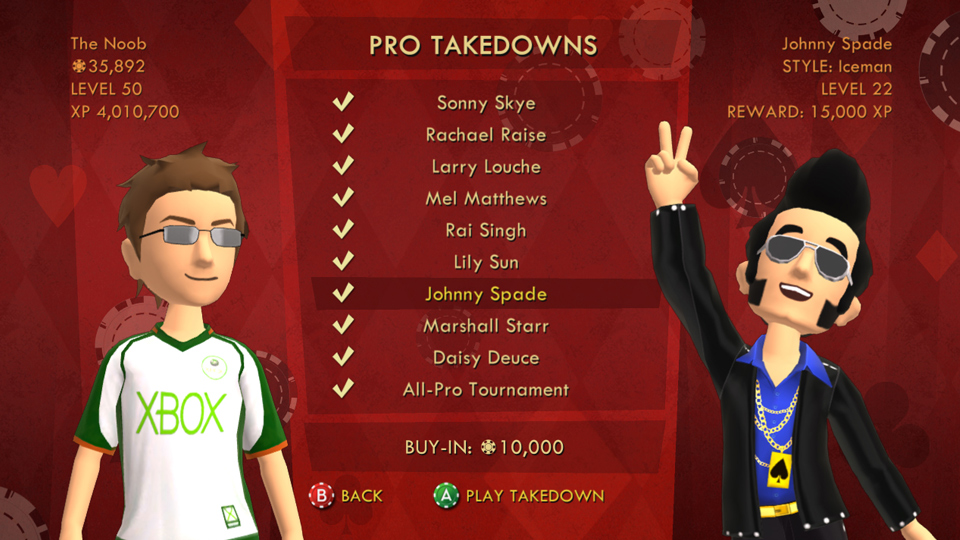 The Noob
35,892
LEVEL 50
XP 4,010,700
PRO TAKEDOWNS
Johnny Spade
STYLE: Iceman
LEVEL 22
REWARD: 15,000 XP
Sonny Skye
Rachael Raise
Larry Louche
Mel Matthews
Rai Singh
Lily Sun
Johnny Spade
Marshall Starr
Daisy Deuce
All-Pro Tournament
XBOX
BUY-IN: 10,000
B BACK
A PLAY TAKEDOWN